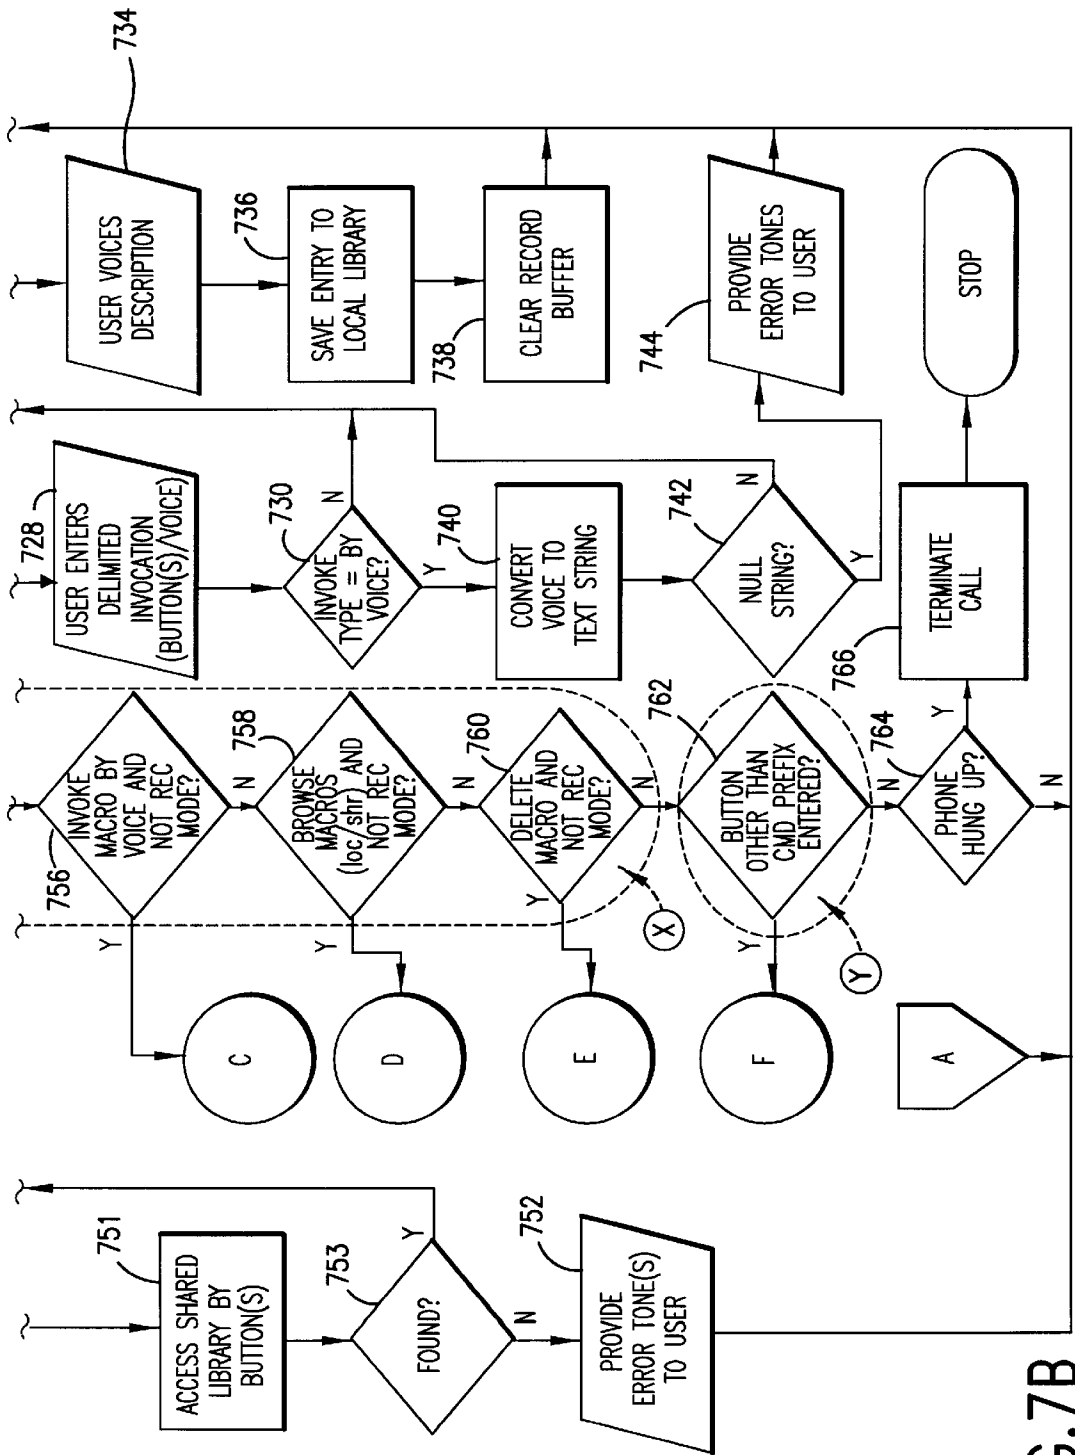 751
ACCESS SHARED
LIBRARY BY
BUTTON(S)
753
FOUND?
Y
N
752
PROVIDE
ERROR TONE(S)
TO USER
C
D
E
F
A
756
INVOKE
MACRO BY
VOICE AND
NOT REC
MODE?
Y
N
758
BROWSE
MACROS
(loc/shr) AND
NOT REC
MODE?
Y
N
760
DELETE
MACRO AND
NOT REC
MODE?
Y
N
X
762
BUTTON
OTHER THAN
CMD PREFIX
ENTERED?
Y
N
Y
764
PHONE
HUNG UP?
Y
N
766
TERMINATE
CALL
STOP
728
USER ENTERS
DELIMITED
INVOCATION
(BUTTON(S)/VOICE)
730
INVOKE
TYPE = BY
VOICE?
N
Y
740
CONVERT
VOICE TO
TEXT STRING
742
NULL
STRING?
N
Y
734
USER VOICES
DESCRIPTION
736
SAVE ENTRY TO
LOCAL LIBRARY
738
CLEAR RECORD
BUFFER
744
PROVIDE
ERROR TONES
TO USER
G.7B